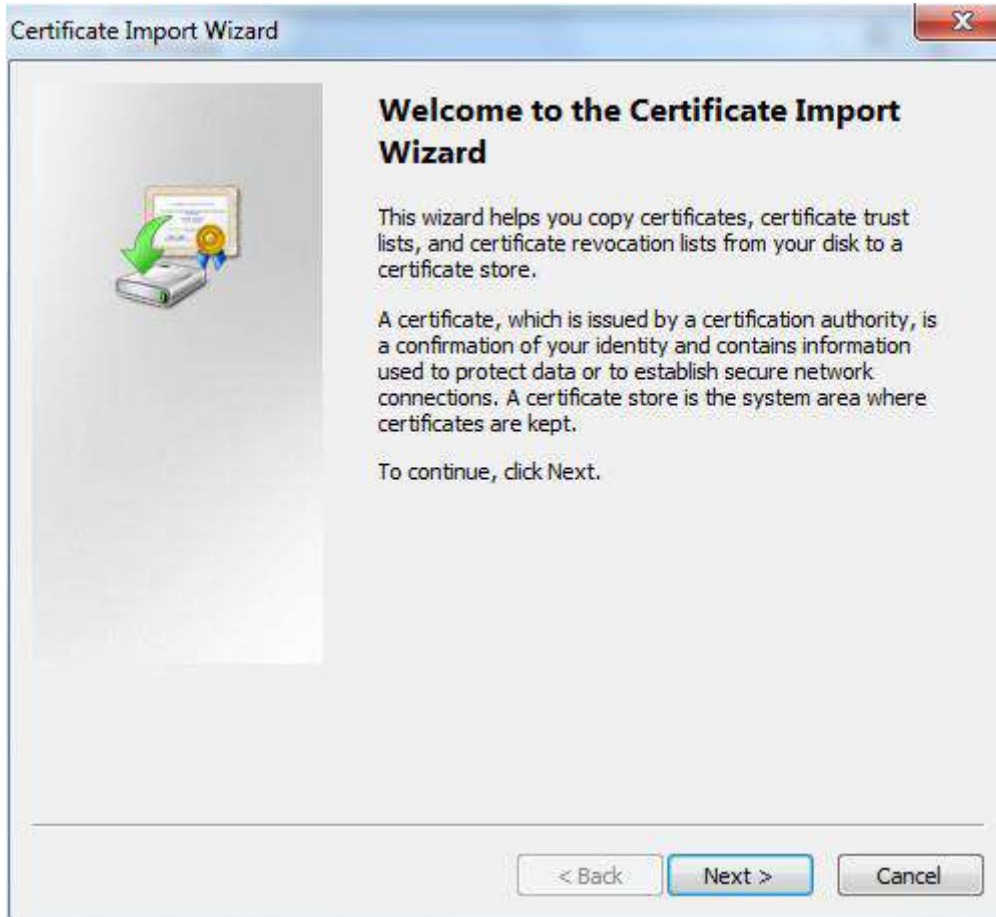 Certificate Import Wizard
X
Welcome to the Certificate Import
Wizard
This wizard helps you copy certificates, certificate trust
lists, and certificate revocation lists from your disk to a
certificate store.
A certificate, which is issued by a certification authority, is
a confirmation of your identity and contains information
used to protect data or to establish secure network
connections. A certificate store is the system area where
certificates are kept.
To continue, click Next.
< Back Next > Cancel